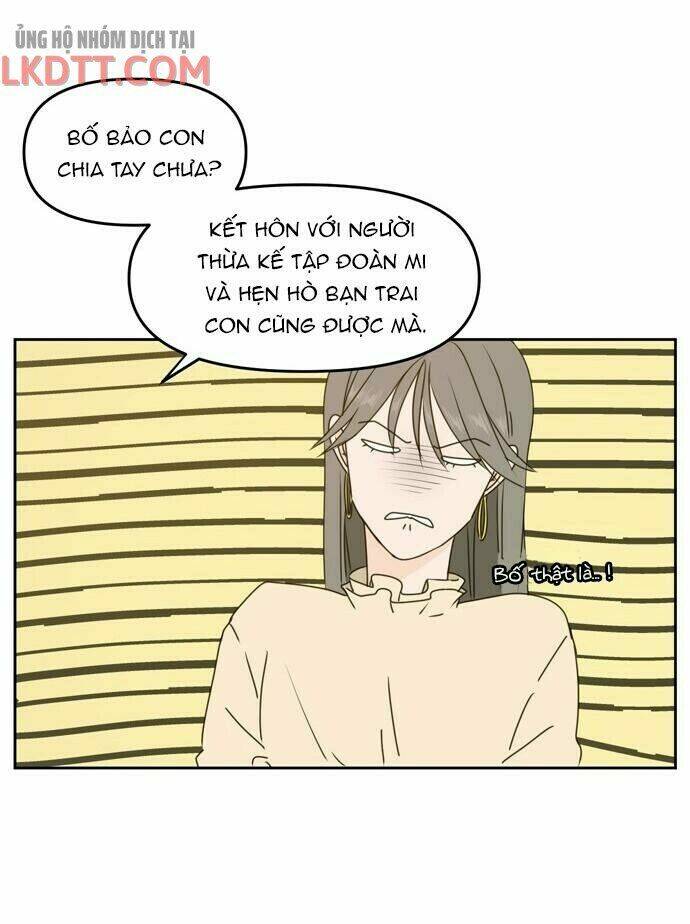 ỦNG HỘ NHÓM DỊCH TẠI
LKDTT.COM
BỐ BẢO CON
CHIA TAY CHƯA?
KẾT HÔN VỚI NGƯỜI
THỪA KẾ TẬP ĐOÀN MI
VÀ HẸN HÒ BẠN TRAI
CON CŨNG ĐƯỢC MÀ.
Bố thật là..!